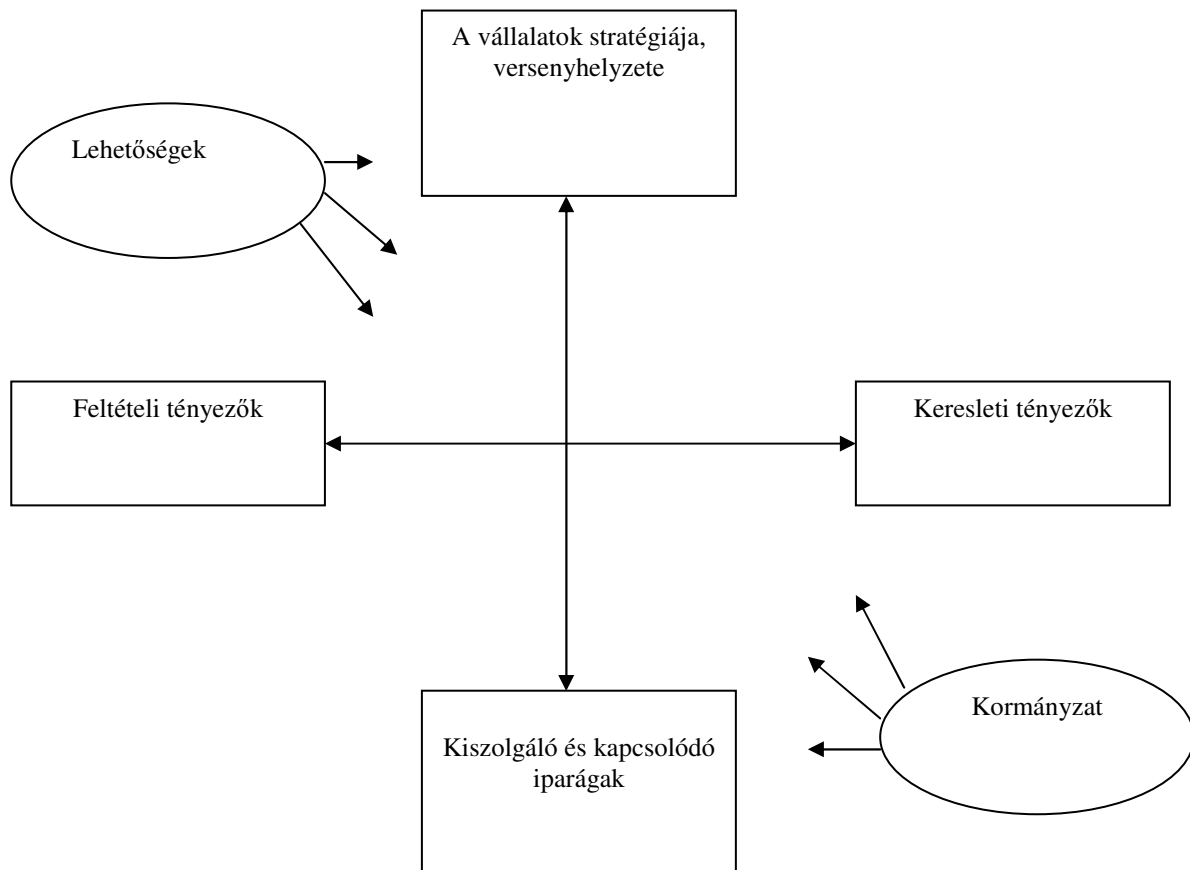 A vállalatok stratégiája,
versenyhelyzete
Lehetőségek
Feltételi tényezők
Keresleti tényezők
Kormányzat
Kiszolgáló és kapcsolódó
iparágak